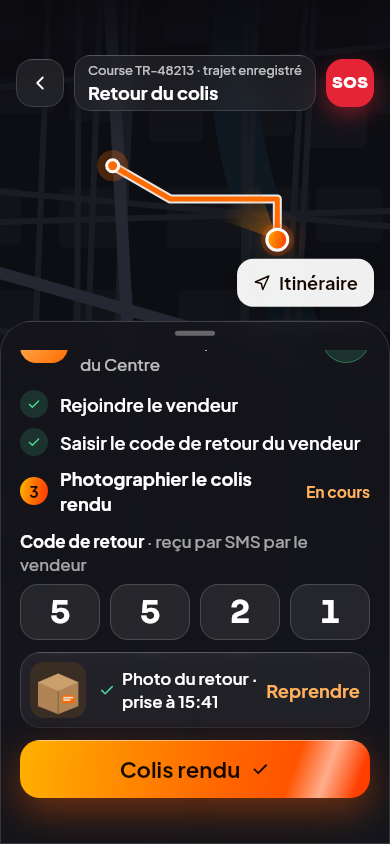 Course TR-48213 · trajet enregistré
Retour du colis
SOS
Itinéraire
du Centre
Rejoindre le vendeur
Saisir le code de retour du vendeur
3
Photographier le colis
rendu
En cours
Code de retour · reçu par SMS par le
vendeur
5 5 2 1
Photo du retour ·
prise à 15:41
Reprendre
Colis rendu